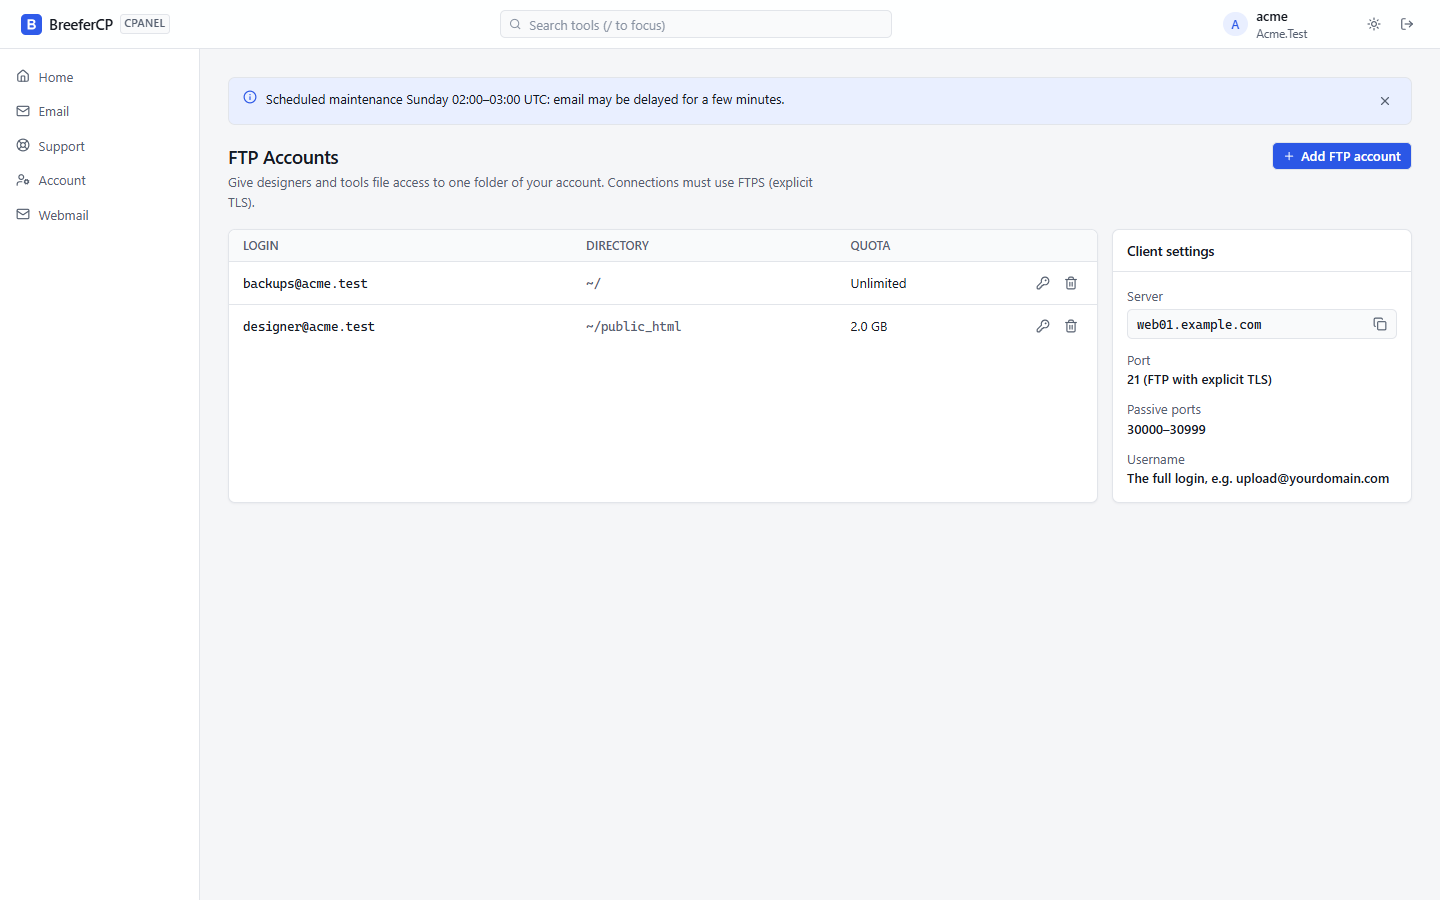 B BreeferCP CPANEL
Search tools (/ to focus)
A acme
Acme.Test
Home
Email
Support
Account
Webmail
Scheduled maintenance Sunday 02:00–03:00 UTC: email may be delayed for a few minutes.
FTP Accounts
Add FTP account
Give designers and tools file access to one folder of your account. Connections must use FTPS (explicit
TLS).
LOGIN DIRECTORY QUOTA
backups@acme.test ~/ Unlimited
designer@acme.test ~/public_html 2.0 GB
Client settings
Server
web01.example.com
Port
21 (FTP with explicit TLS)
Passive ports
30000–30999
Username
The full login, e.g. upload@yourdomain.com